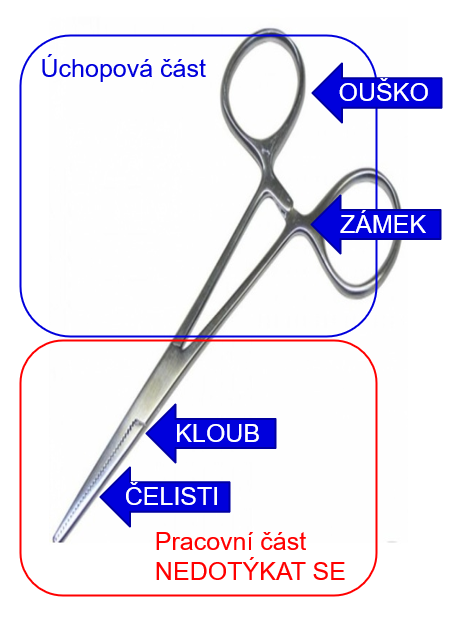 Úchopová část
OUŠKO
ZÁMEK
KLOUB
ČELISTI
Pracovní část
NEDOTÝKAT SE